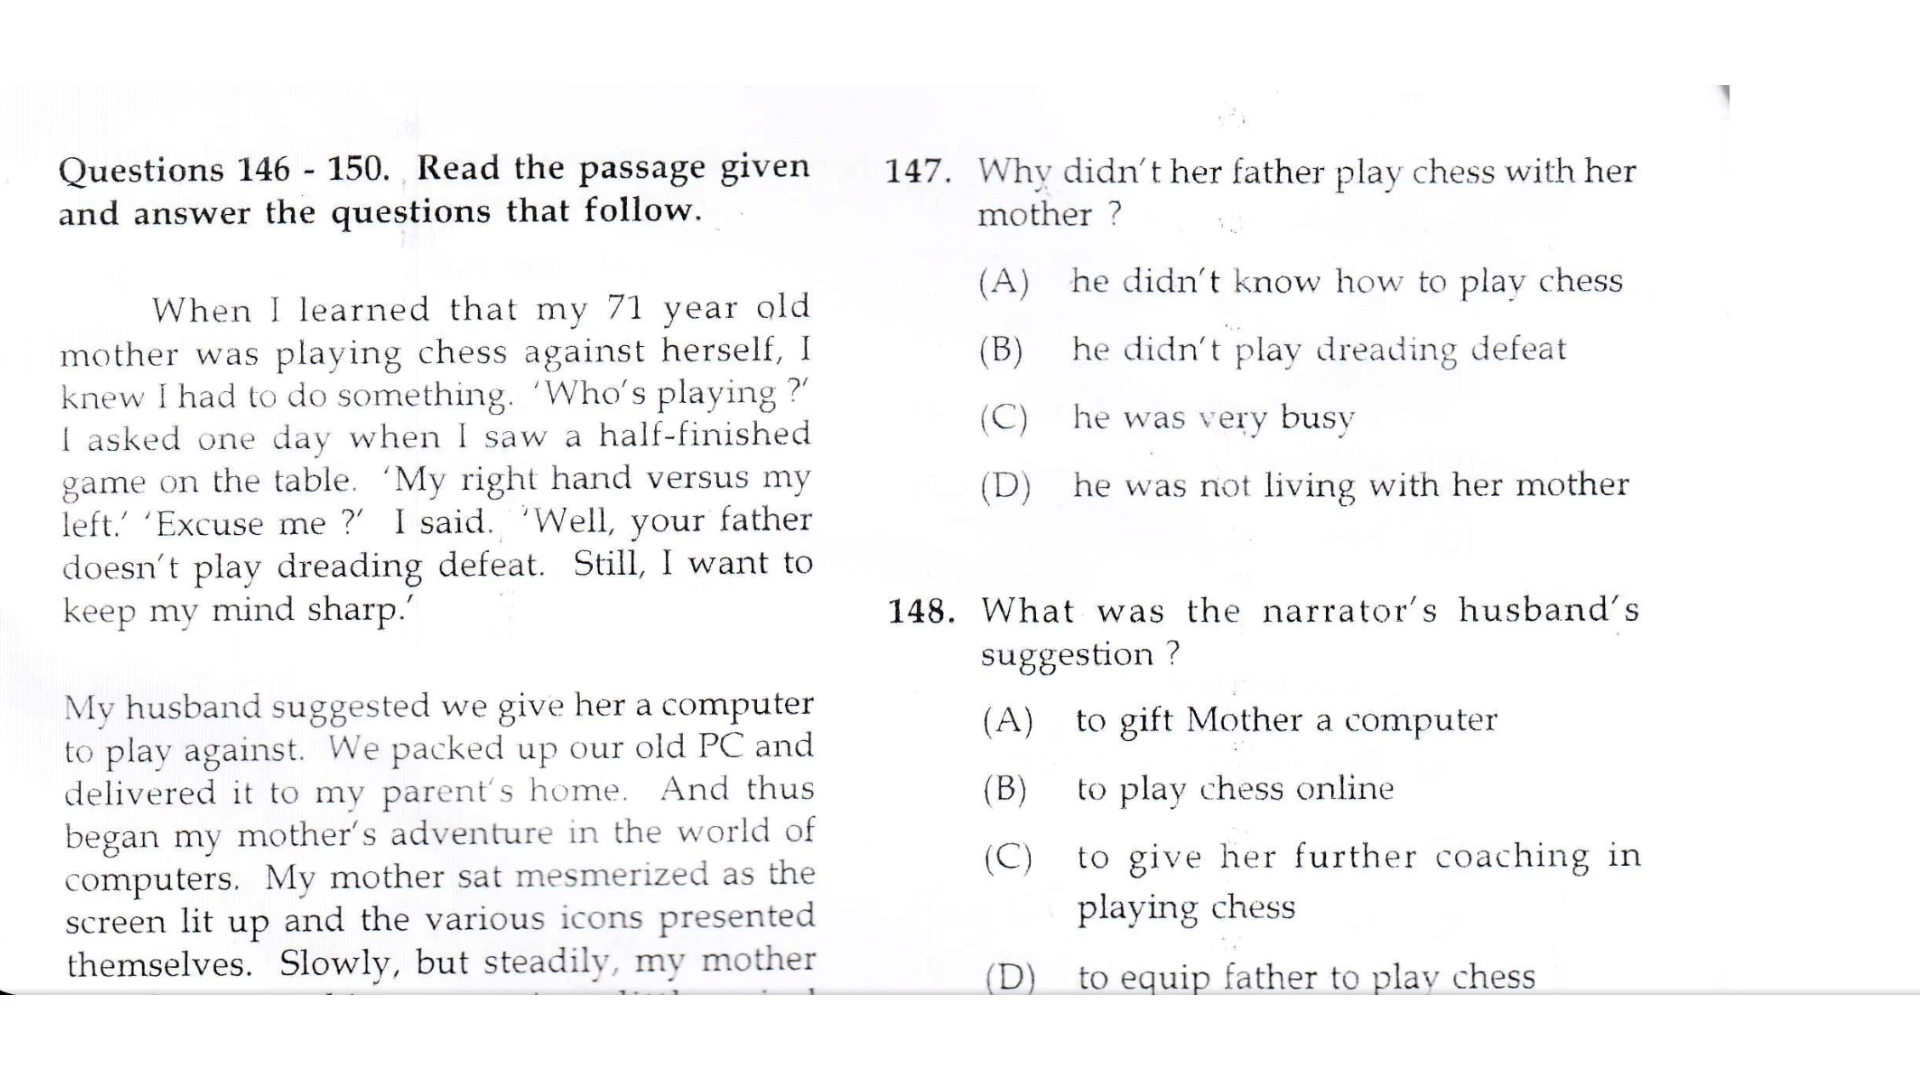 Questions 146 - 150. Read the passage given
and answer the questions that follow.
When I learned that my 71 year old
mother was playing chess against herself, I
knew I had to do something. ‘Who’s playing ?’
I asked one day when I saw a half-finished
game on the table. ‘My right hand versus my
left.’ ‘Excuse me ?’ I said. ‘Well, your father
doesn’t play dreading defeat. Still, I want to
keep my mind sharp.’
My husband suggested we give her a computer
to play against. We packed up our old PC and
delivered it to my parent’s home. And thus
began my mother’s adventure in the world of
computers. My mother sat mesmerized as the
screen lit up and the various icons presented
themselves. Slowly, but steadily, my mother
147. Why didn’t her father play chess with her
mother ?
(A) he didn’t know how to play chess
(B) he didn’t play dreading defeat
(C) he was very busy
(D) he was not living with her mother
148. What was the narrator’s husband’s
suggestion ?
(A) to gift Mother a computer
(B) to play chess online
(C) to give her further coaching in
playing chess
(D) to equip father to play chess